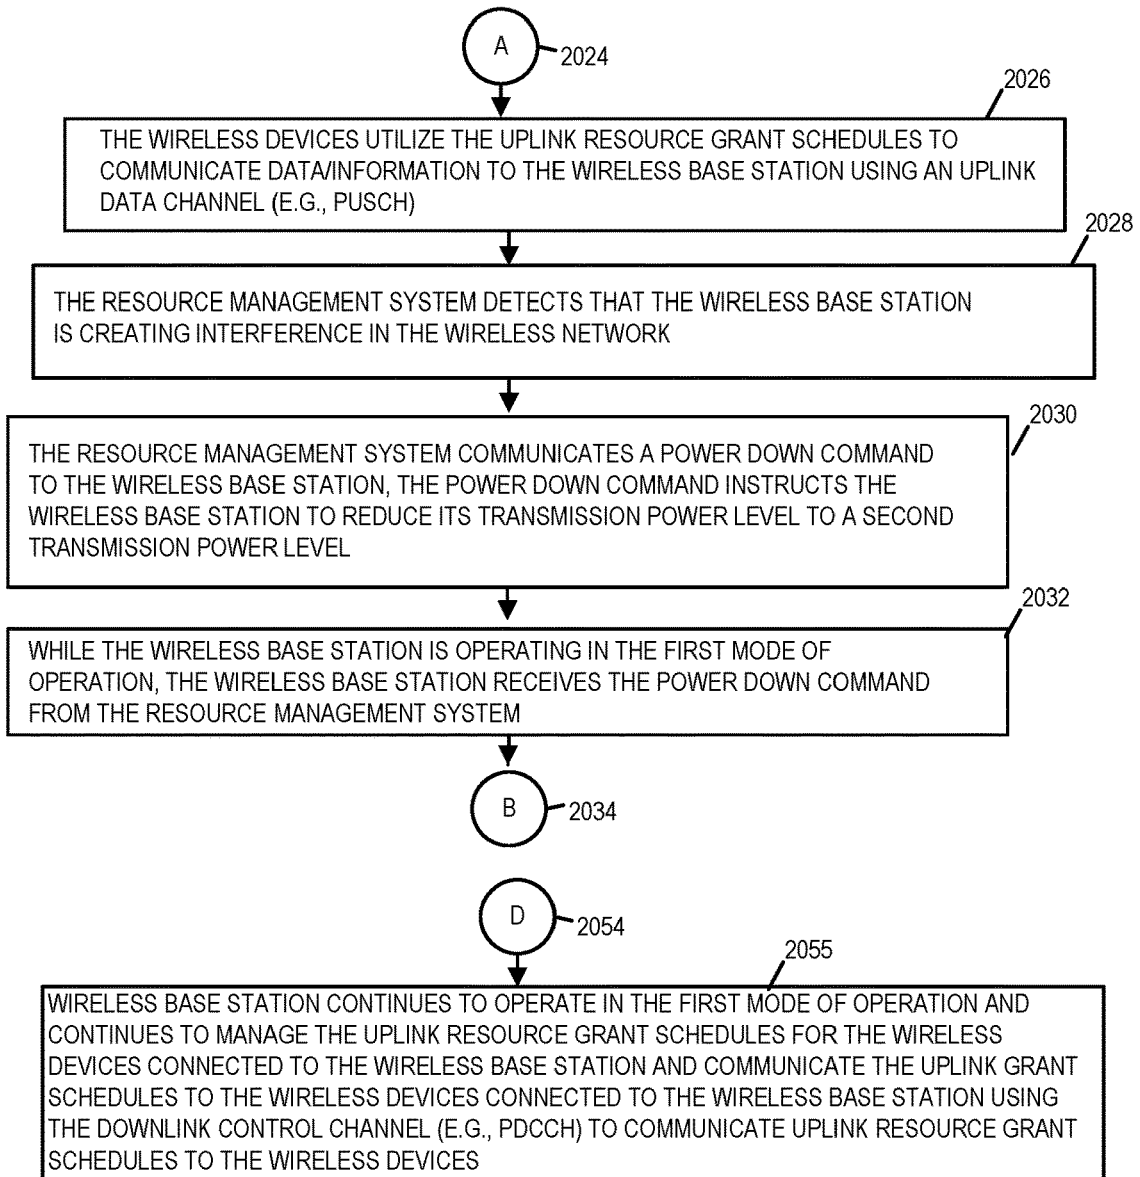 A
2024
2026
THE WIRELESS DEVICES UTILIZE THE UPLINK RESOURCE GRANT SCHEDULES TO
COMMUNICATE DATA/INFORMATION TO THE WIRELESS BASE STATION USING AN UPLINK
DATA CHANNEL (E.G., PUSCH)
2028
THE RESOURCE MANAGEMENT SYSTEM DETECTS THAT THE WIRELESS BASE STATION
IS CREATING INTERFERENCE IN THE WIRELESS NETWORK
2030
THE RESOURCE MANAGEMENT SYSTEM COMMUNICATES A POWER DOWN COMMAND
TO THE WIRELESS BASE STATION, THE POWER DOWN COMMAND INSTRUCTS THE
WIRELESS BASE STATION TO REDUCE ITS TRANSMISSION POWER LEVEL TO A SECOND
TRANSMISSION POWER LEVEL
2032
WHILE THE WIRELESS BASE STATION IS OPERATING IN THE FIRST MODE OF
OPERATION, THE WIRELESS BASE STATION RECEIVES THE POWER DOWN COMMAND
FROM THE RESOURCE MANAGEMENT SYSTEM
B
2034
D
2054
2055
WIRELESS BASE STATION CONTINUES TO OPERATE IN THE FIRST MODE OF OPERATION AND
CONTINUES TO MANAGE THE UPLINK RESOURCE GRANT SCHEDULES FOR THE WIRELESS
DEVICES CONNECTED TO THE WIRELESS BASE STATION AND COMMUNICATE THE UPLINK GRANT
SCHEDULES TO THE WIRELESS DEVICES CONNECTED TO THE WIRELESS BASE STATION USING
THE DOWNLINK CONTROL CHANNEL (E.G., PDCCH) TO COMMUNICATE UPLINK RESOURCE GRANT
SCHEDULES TO THE WIRELESS DEVICES